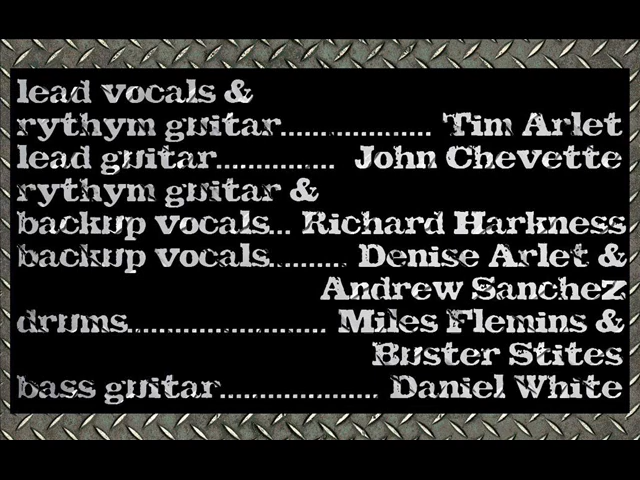 lead vocals &
rythym guitar................... Tim Arlet
lead guitar............... John Chevette
rythym guitar &
backup vocals... Richard Harkness
backup vocals.......... Denise Arlet &
Andrew Sanchez
drums......................... Miles Flemins &
Buster Stites
bass guitar.................... Daniel White